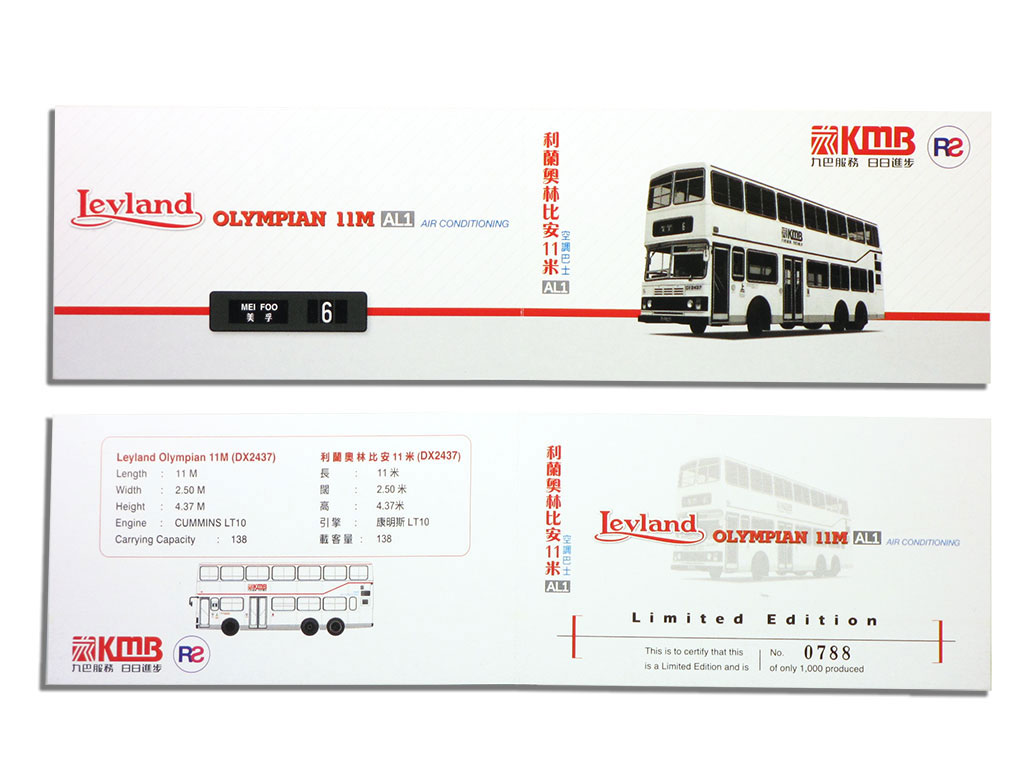 Leyland OLYMPIAN 11M AL1 AIR CONDITIONING
MEI FOO
美孚
6
利蘭奧林比安11米
空調巴士
AL1
KMB
九巴服務 日日進步
RS
KMB
6
Leyland Olympian 11M (DX2437)
Length : 11 M
Width : 2.50 M
Height : 4.37 M
Engine : CUMMINS LT10
Carrying Capacity : 138
利蘭奧林比安11米(DX2437)
長 : 11米
闊 : 2.50米
高 : 4.37米
引擎 : 康明斯LT10
載客量 : 138
KMB
KMB
九巴服務 日日進步
RS
利蘭奧林比安11米
空調巴士
AL1
Leyland OLYMPIAN 11M AL1 AIR CONDITIONING
Limited Edition
This is to certify that this
is a Limited Edition and is
No. 0788
of only 1,000 produced